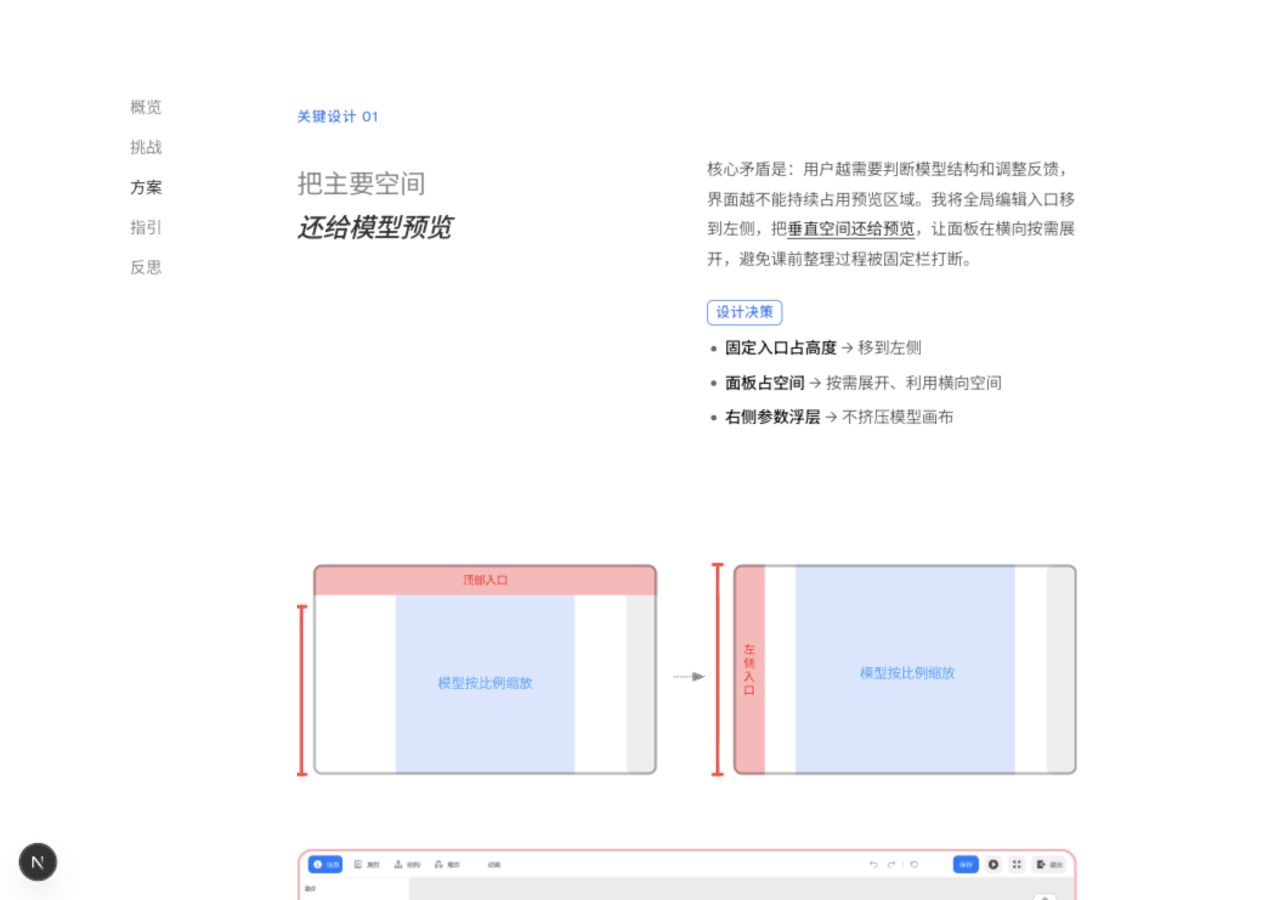 概览
挑战
方案
指引
反思
关键设计 01
把主要空间
还给模型预览
核心矛盾是：用户越需要判断模型结构和调整反馈，
界面越不能持续占用预览区域。我将全局编辑入口移
到左侧，把垂直空间还给预览，让面板在横向按需展
开，避免课前整理过程被固定栏打断。
设计决策
• 固定入口占高度 → 移到左侧
• 面板占空间 → 按需展开、利用横向空间
• 右侧参数浮层 → 不挤压模型画布
顶部入口
模型按比例缩放
左侧入口
模型按比例缩放
N